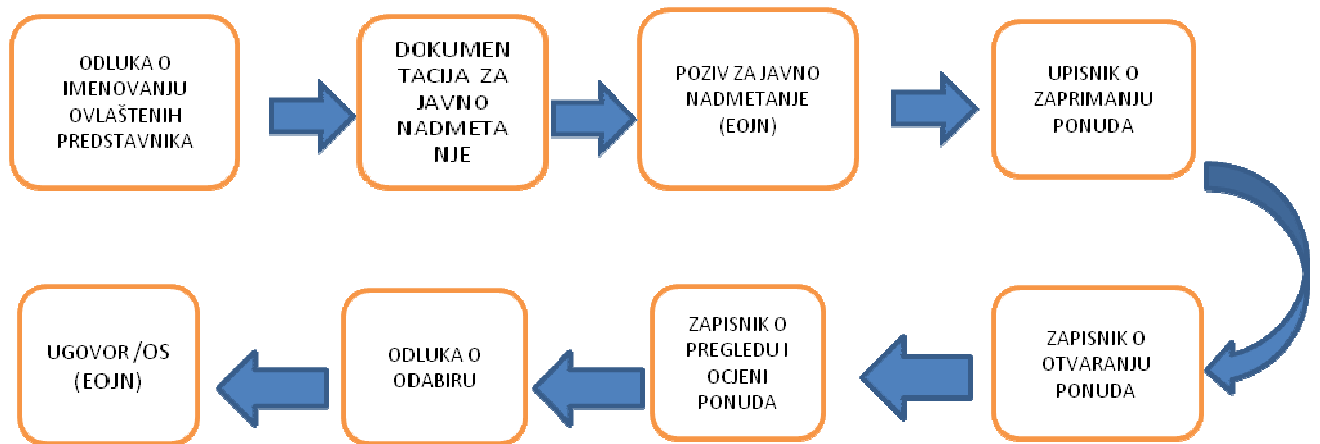 ODLUKA O
IMENOVANJU
OVLAŠTENIH
PREDSTAVNIKA
DOKUMEN
TACIJA ZA
JAVNO
NADMETA
NJE
POZIV ZA JAVNO
NADMETANJE
(EOJN)
UPISNIK O
ZAPRIMANJU
PONUDA
ZAPISNIK O
OTVARANJU
PONUDA
ZAPISNIK O
PREGLEDU I
OCJENI
PONUDA
ODLUKA O
ODABIRU
UGOVOR /OS
(EOJN)